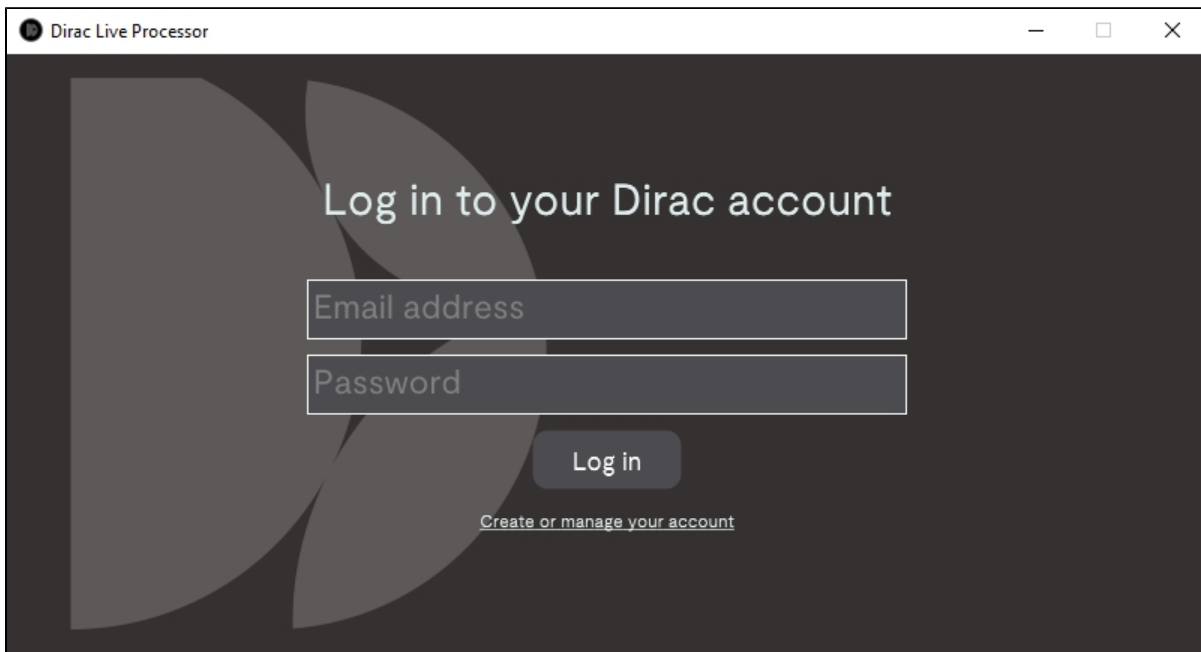 Dirac Live Processor
Log in to your Dirac account
Email address
Password
Log in
Create or manage your account